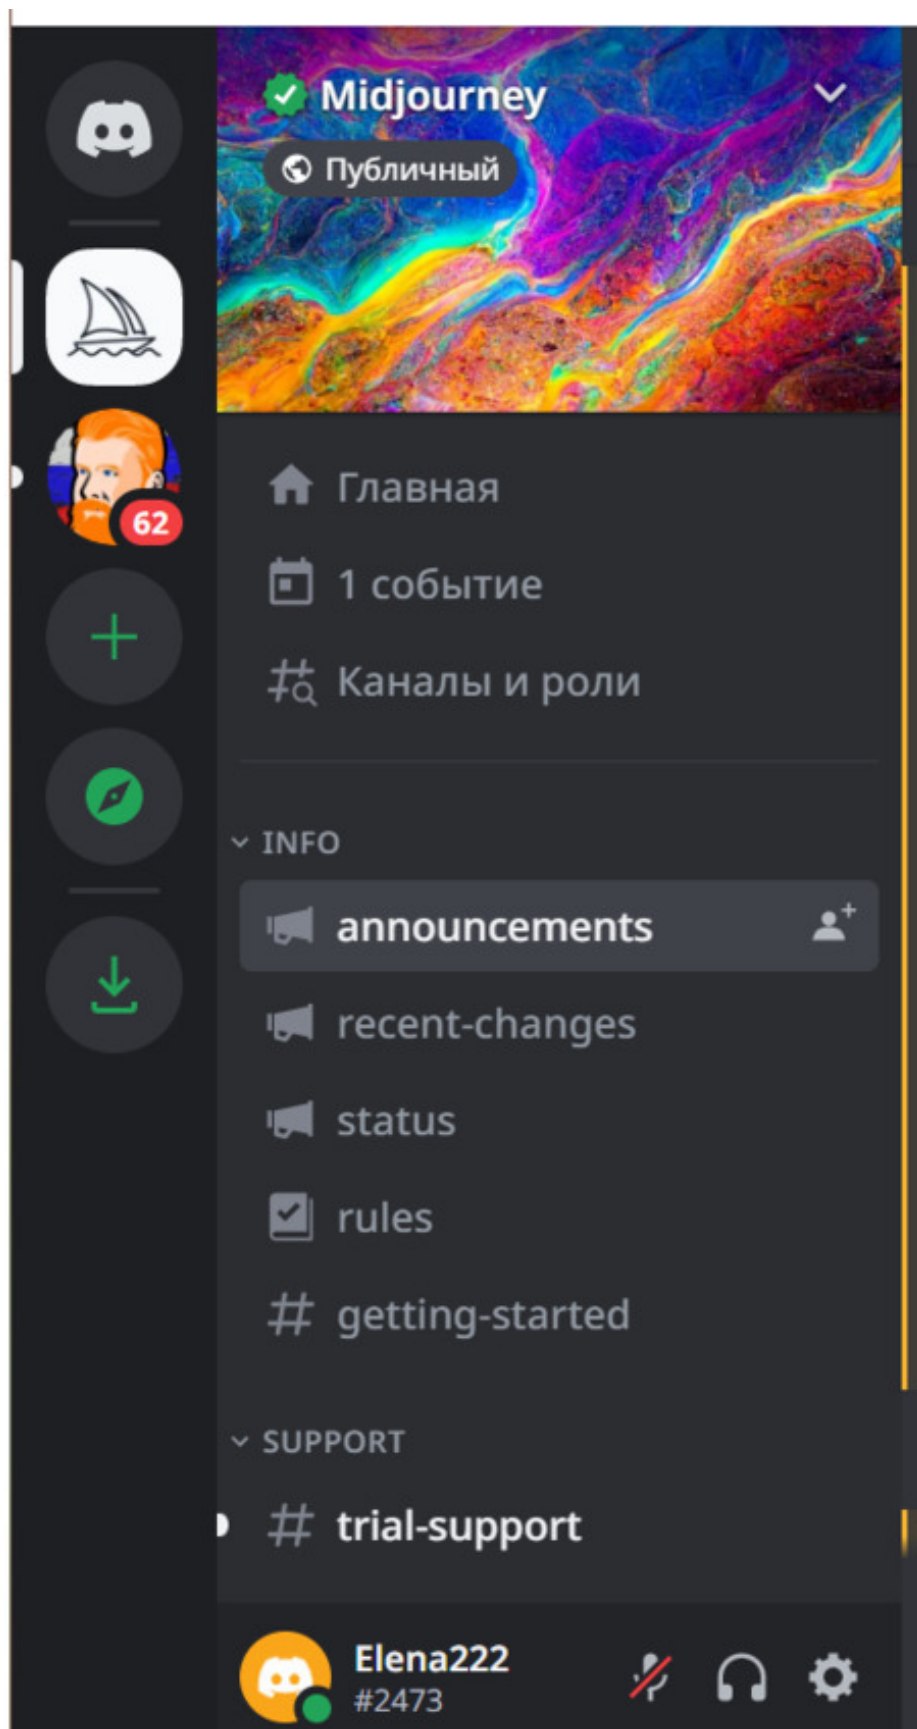 Midjourney
Публичный
62
Главная
1 событие
Каналы и роли
INFO
announcements
recent-changes
status
rules
getting-started
SUPPORT
trial-support
Elena222
#2473